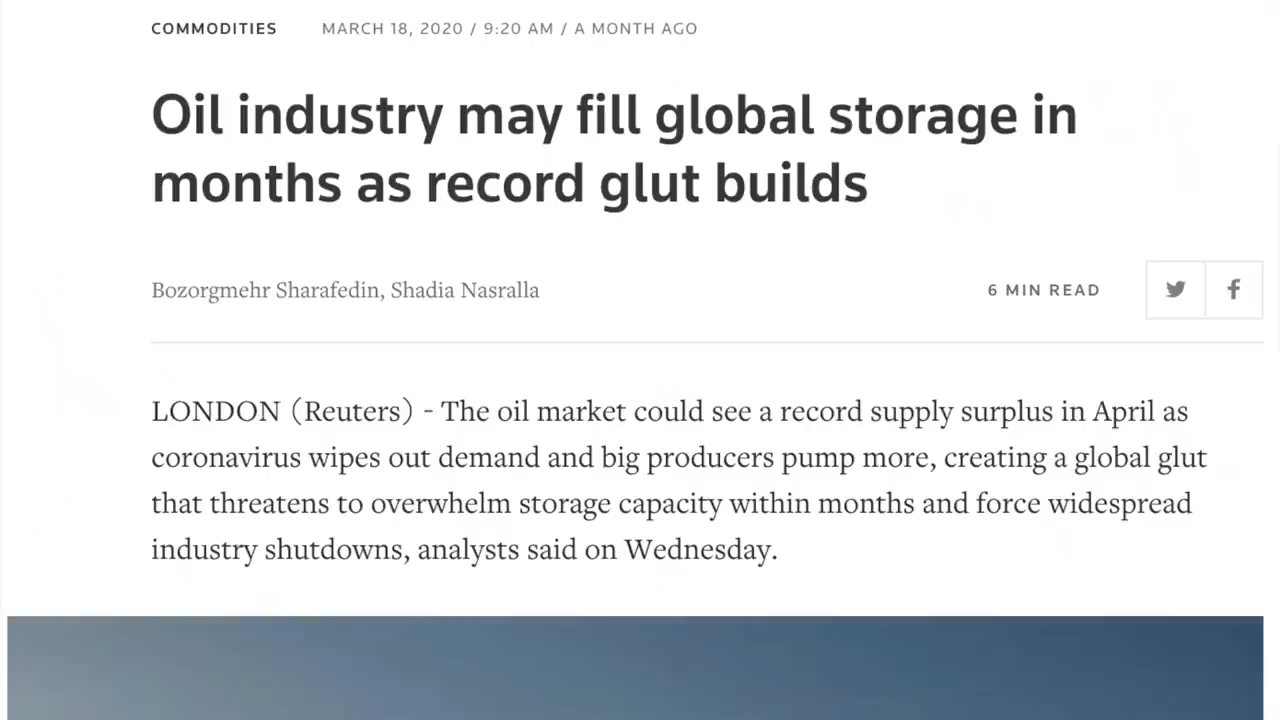 COMMODITIES MARCH 18, 2020 / 9:20 AM / A MONTH AGO
Oil industry may fill global storage in
months as record glut builds
Bozorgmehr Sharafedin, Shadia Nasralla 6 MIN READ
LONDON (Reuters) - The oil market could see a record supply surplus in April as
coronavirus wipes out demand and big producers pump more, creating a global glut
that threatens to overwhelm storage capacity within months and force widespread
industry shutdowns, analysts said on Wednesday.